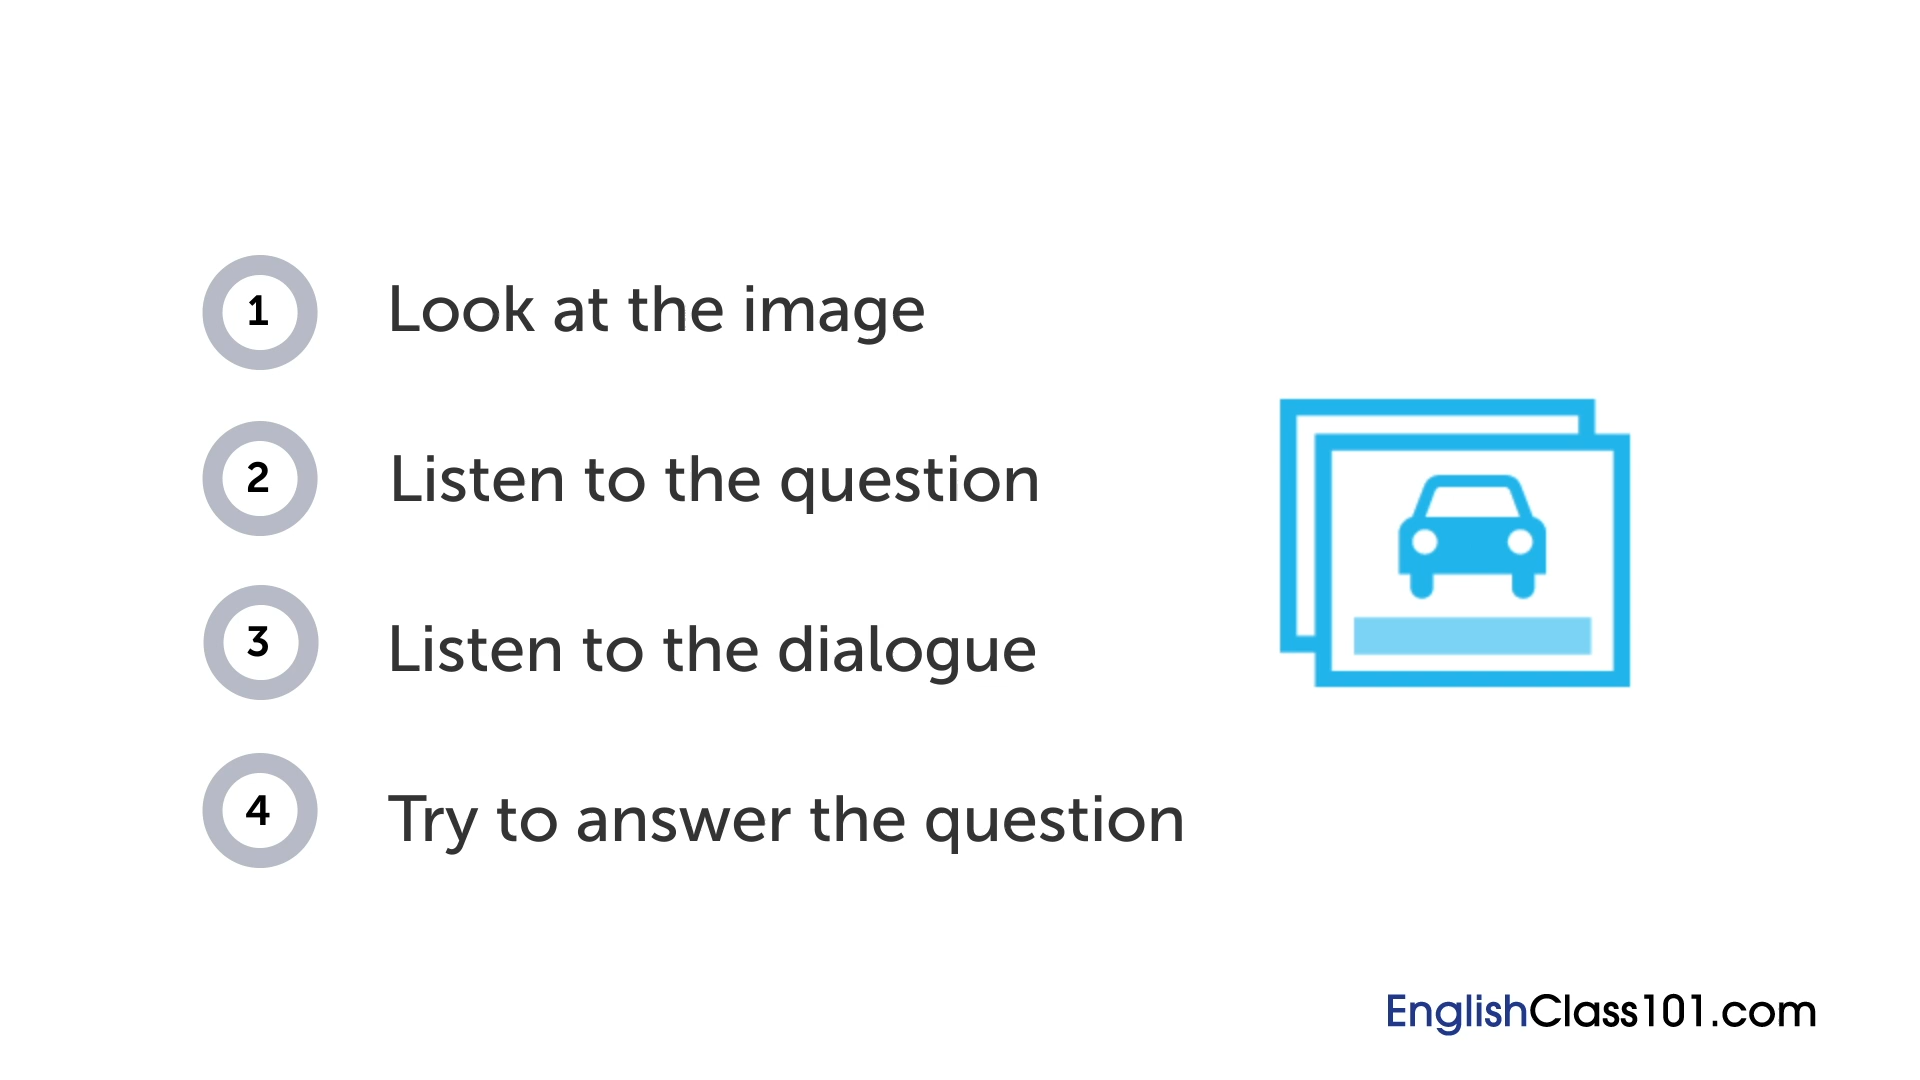 1 Look at the image
2 Listen to the question
3 Listen to the dialogue
4 Try to answer the question
EnglishClass101.com